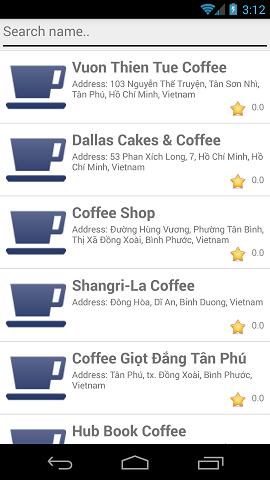 3:12
Search name..
Vuon Thien Tue Coffee
Address: 103 Nguyễn Thế Truyện, Tân Sơn Nhì,
Tân Phú, Hồ Chí Minh, Vietnam
0.0
Dallas Cakes & Coffee
Address: 53 Phan Xích Long, 7, Hồ Chí Minh, Hồ
Chí Minh, Vietnam
0.0
Coffee Shop
Address: Đường Hùng Vương, Phường Tân Bình,
Thị Xã Đồng Xoài, Bình Phước, Vietnam
0.0
Shangri-La Coffee
Address: Đông Hòa, Dĩ An, Binh Duong, Vietnam
0.0
Coffee Giọt Đắng Tân Phú
Address: Tân Phú, tx. Đồng Xoài, Bình Phước,
Vietnam
0.0
Hub Book Coffee